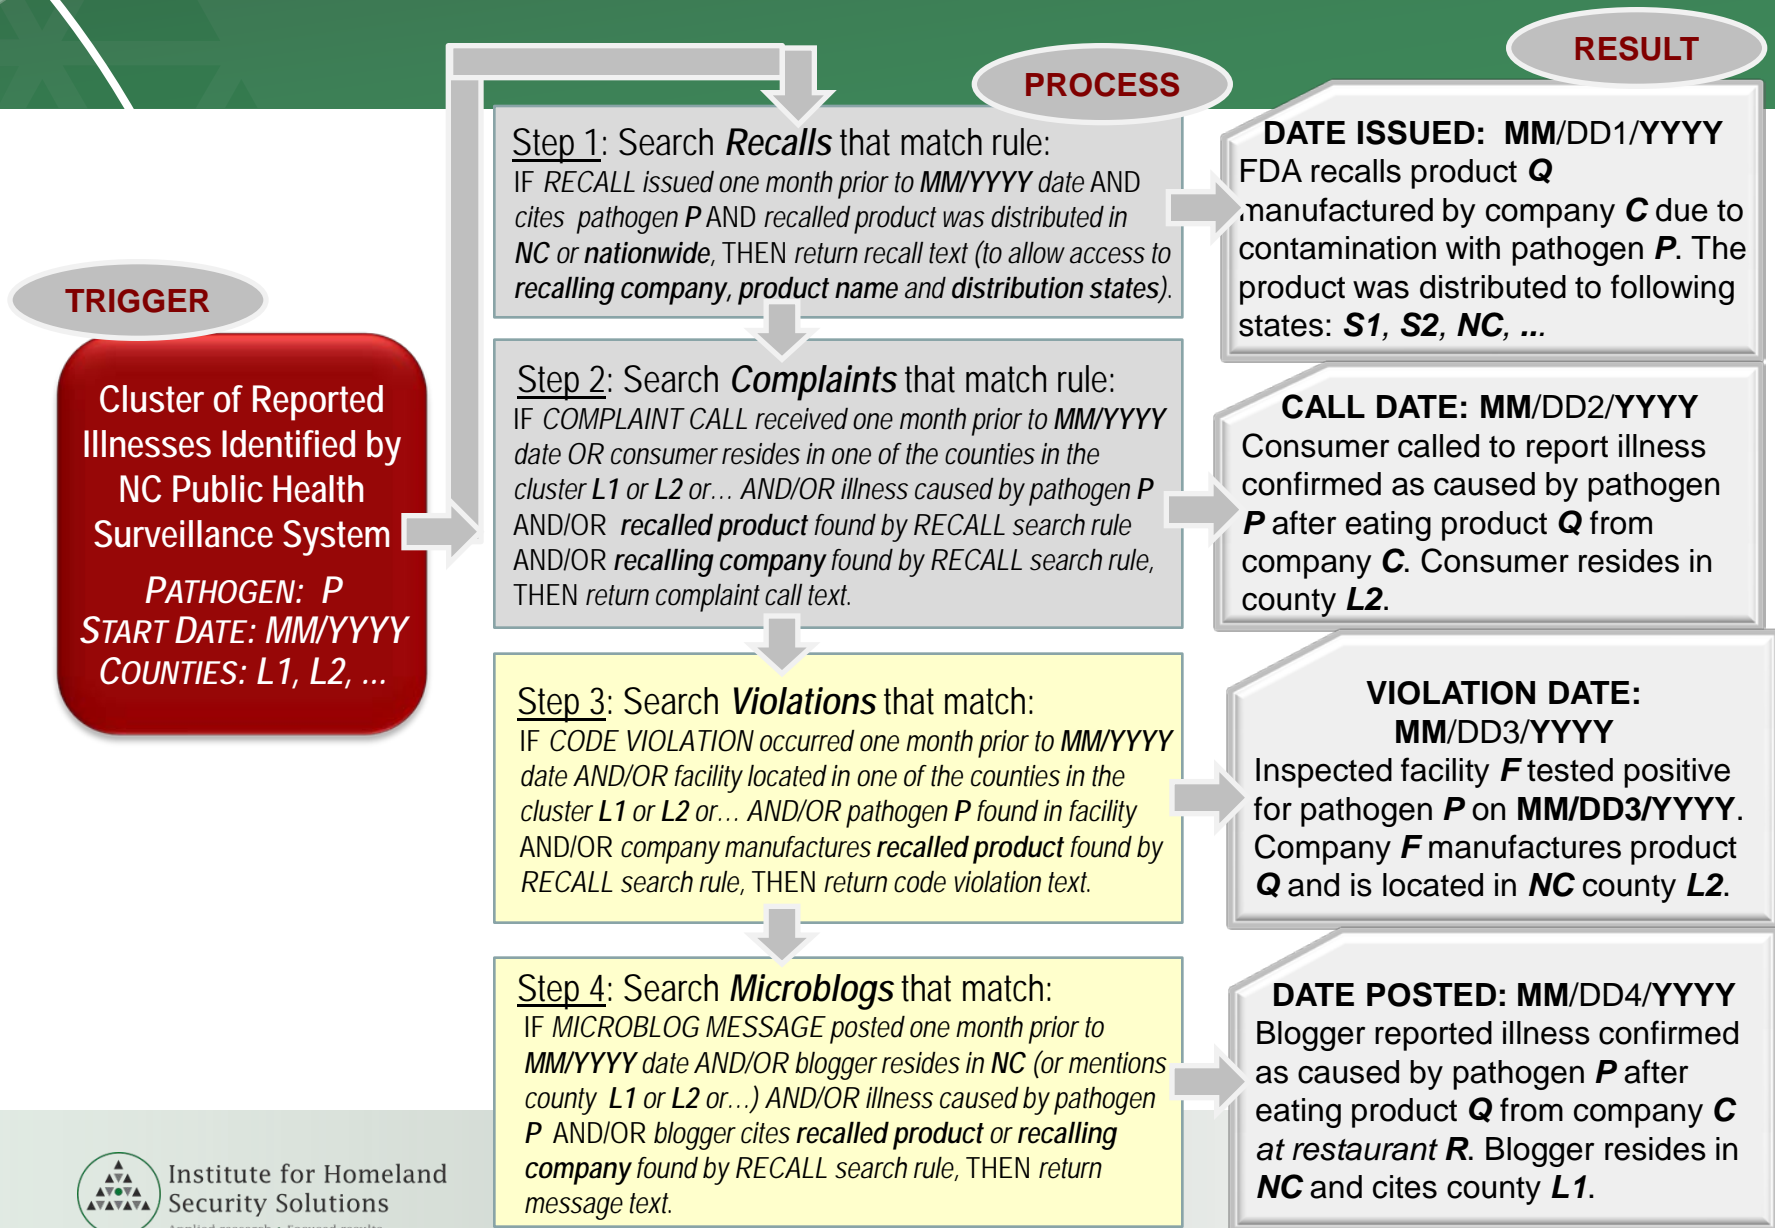 TRIGGER
Cluster of Reported
Illnesses Identified by
NC Public Health
Surveillance System
PATHOGEN: P
START DATE: MM/YYYY
COUNTIES: L1, L2, ...
PROCESS
Step 1: Search Recalls that match rule:
IF RECALL issued one month prior to MM/YYYY date AND
cites pathogen P AND recalled product was distributed in
NC or nationwide, THEN return recall text (to allow access to
recalling company, product name and distribution states).
Step 2: Search Complaints that match rule:
IF COMPLAINT CALL received one month prior to MM/YYYY
date OR consumer resides in one of the counties in the
cluster L1 or L2 or... AND/OR illness caused by pathogen P
AND/OR recalled product found by RECALL search rule
AND/OR recalling company found by RECALL search rule,
THEN return complaint call text.
Step 3: Search Violations that match:
IF CODE VIOLATION occurred one month prior to MM/YYYY
date AND/OR facility located in one of the counties in the
cluster L1 or L2 or... AND/OR pathogen P found in facility
AND/OR company manufactures recalled product found by
RECALL search rule, THEN return code violation text.
Step 4: Search Microblogs that match:
IF MICROBLOG MESSAGE posted one month prior to
MM/YYYY date AND/OR blogger resides in NC (or mentions
county L1 or L2 or...) AND/OR illness caused by pathogen
P AND/OR blogger cites recalled product or recalling
company found by RECALL search rule, THEN return
message text.
RESULT
DATE ISSUED: MM/DD1/YYYY
FDA recalls product Q
manufactured by company C due to
contamination with pathogen P. The
product was distributed to following
states: S1, S2, NC, ...
CALL DATE: MM/DD2/YYYY
Consumer called to report illness
confirmed as caused by pathogen
P after eating product Q from
company C. Consumer resides in
county L2.
VIOLATION DATE:
MM/DD3/YYYY
Inspected facility F tested positive
for pathogen P on MM/DD3/YYYY.
Company F manufactures product
Q and is located in NC county L2.
DATE POSTED: MM/DD4/YYYY
Blogger reported illness confirmed
as caused by pathogen P after
eating product Q from company C
at restaurant R. Blogger resides in
NC and cites county L1.
Institute for Homeland
Security Solutions